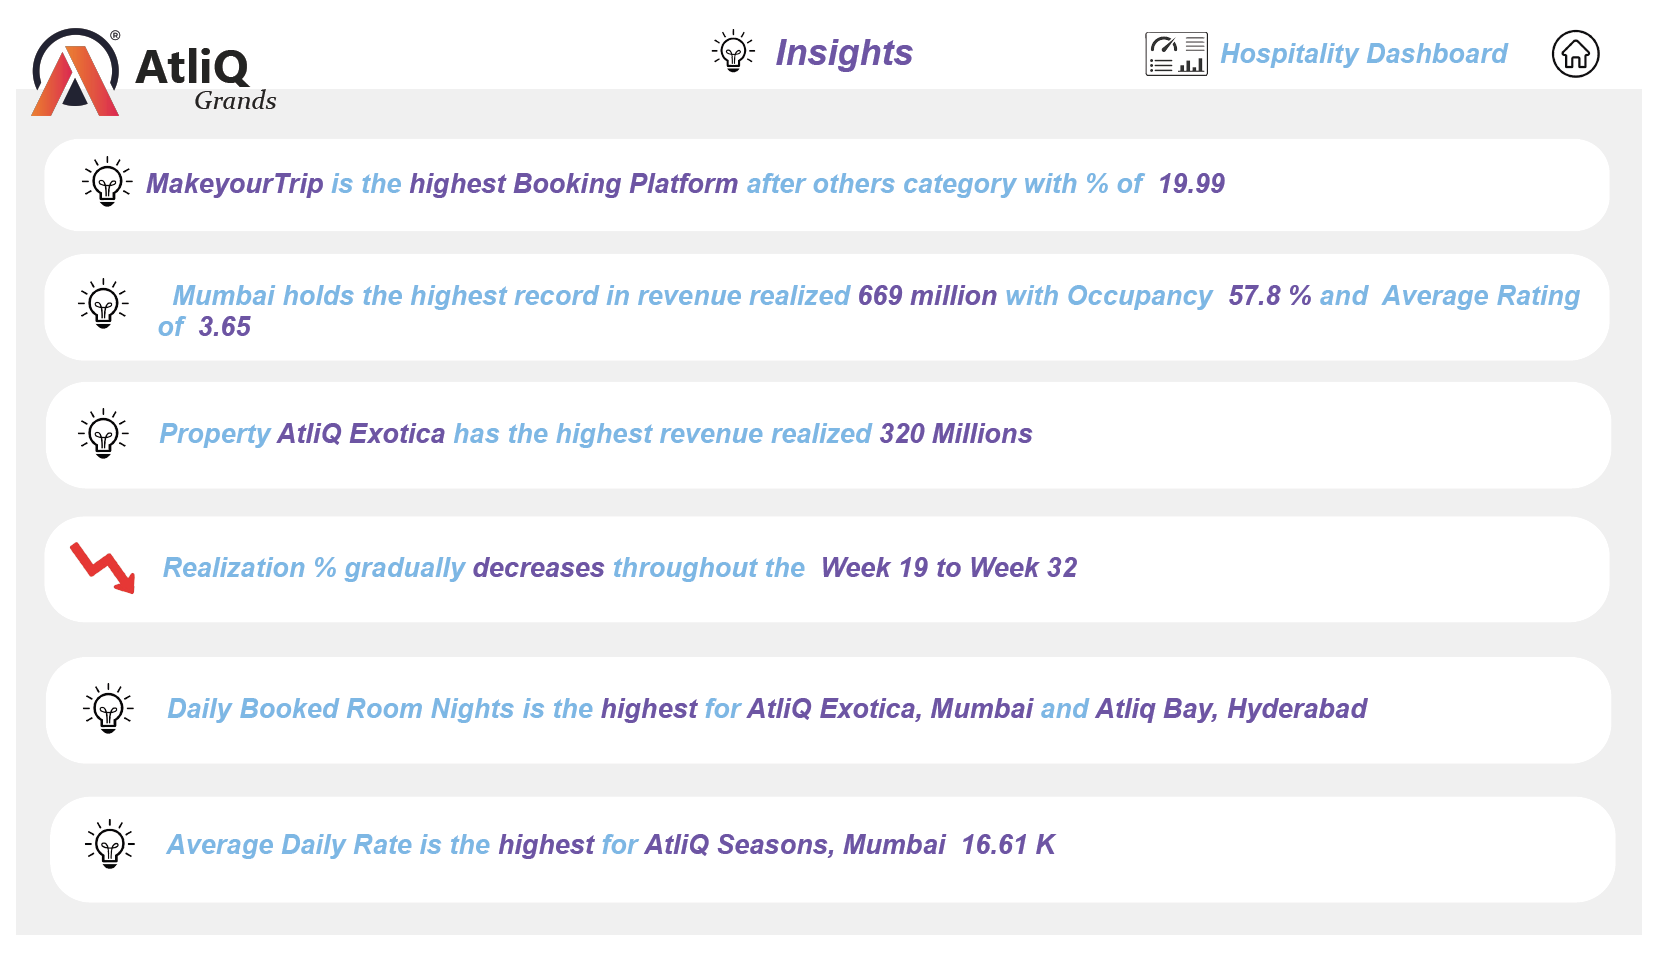 AtliQ ®
Grands
Insights
Hospitality Dashboard
MakeyourTrip is the highest Booking Platform after others category with % of 19.99
Mumbai holds the highest record in revenue realized 669 million with Occupancy 57.8 % and Average Rating
of 3.65
Property AtliQ Exotica has the highest revenue realized 320 Millions
Realization % gradually decreases throughout the Week 19 to Week 32
Daily Booked Room Nights is the highest for AtliQ Exotica, Mumbai and Atliq Bay, Hyderabad
Average Daily Rate is the highest for AtliQ Seasons, Mumbai 16.61 K